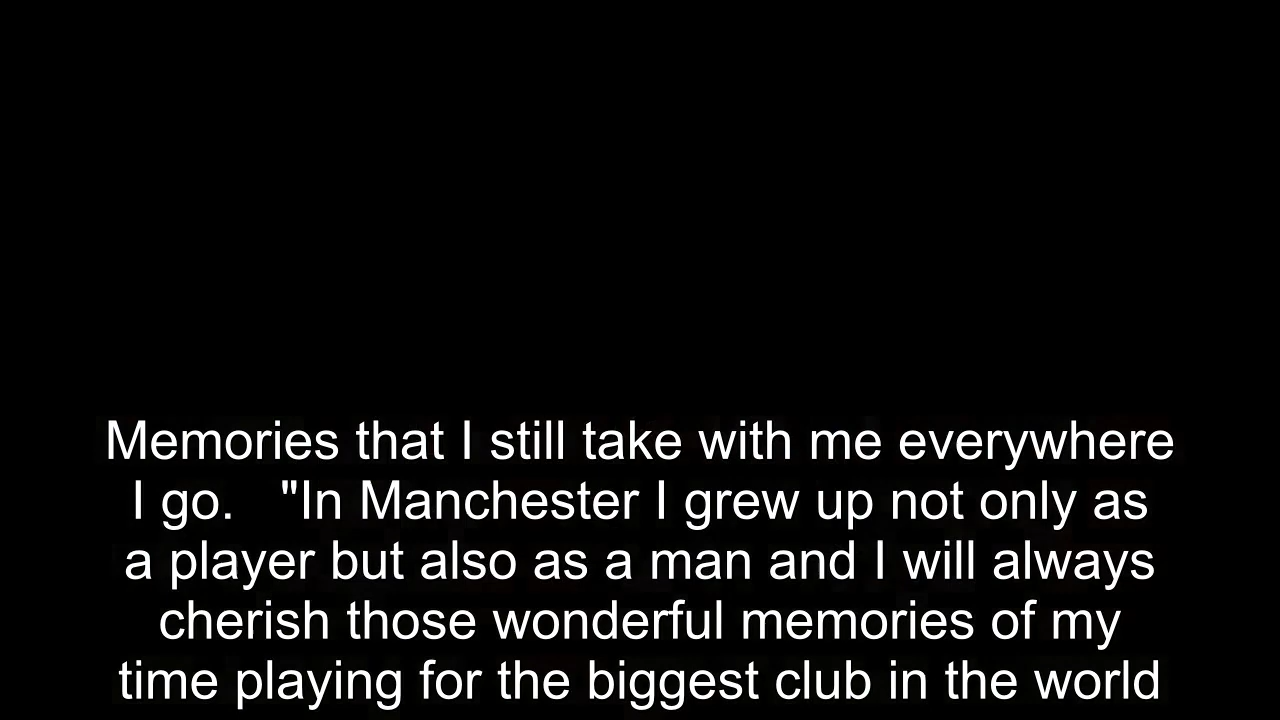 Memories that I still take with me everywhere
I go.   "In Manchester I grew up not only as
a player but also as a man and I will always
cherish those wonderful memories of my
time playing for the biggest club in the world